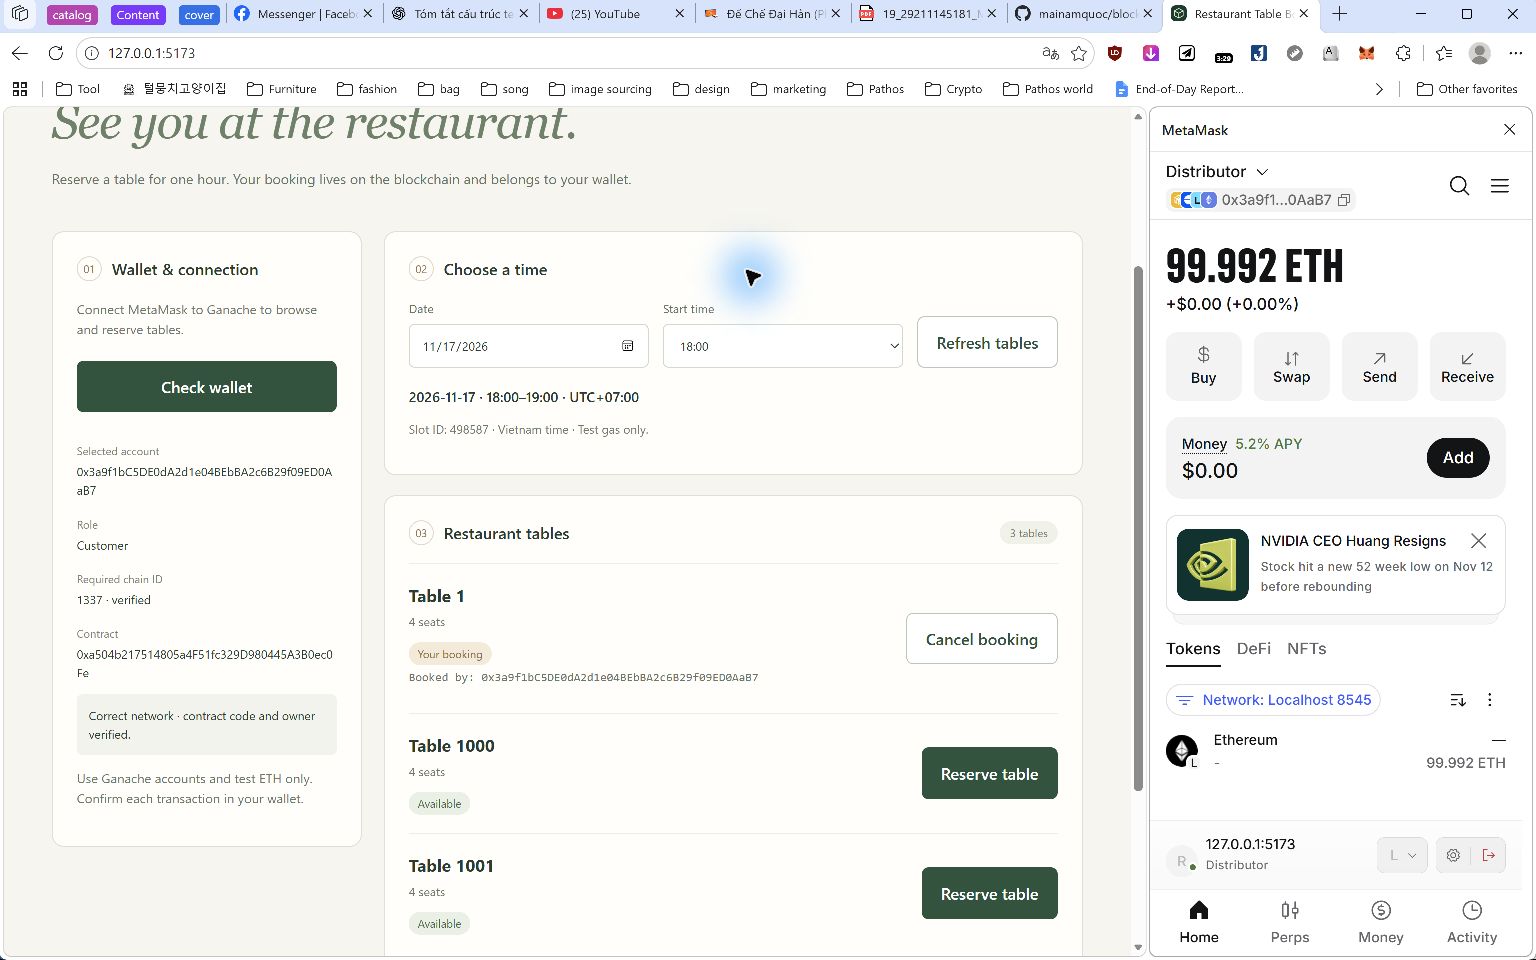 catalog
Content
cover
Messenger | Faceb
Tóm tắt cấu trúc te
(25) YouTube
Đế Chế Đại Hàn (P
19_29211145181_N
mainamquoc/block
Restaurant Table B
127.0.0.1:5173
3:29
Tool
털뭉치고양이집
Furniture
fashion
bag
song
image sourcing
design
marketing
Pathos
Crypto
Pathos world
End-of-Day Report...
Other favorites
See you at the restaurant.
Reserve a table for one hour. Your booking lives on the blockchain and belongs to your wallet.
01 Wallet & connection
Connect MetaMask to Ganache to browse
and reserve tables.
Check wallet
Selected account
0x3a9f1bC5DE0dA2d1e04BEbBA2c6B29f09ED0A
aB7
Role
Customer
Required chain ID
1337 · verified
Contract
0xa504b217514805a4F51fc329D980445A3B0ec0
Fe
Correct network · contract code and owner
verified.
Use Ganache accounts and test ETH only.
Confirm each transaction in your wallet.
02 Choose a time
Date
11/17/2026
Start time
18:00
Refresh tables
2026-11-17 · 18:00–19:00 · UTC+07:00
Slot ID: 498587 · Vietnam time · Test gas only.
03 Restaurant tables
3 tables
Table 1
4 seats
Your booking
Booked by: 0x3a9f1bC5DE0dA2d1e04BEbBA2c6B29f09ED0AaB7
Cancel booking
Table 1000
4 seats
Available
Reserve table
Table 1001
4 seats
Available
Reserve table
MetaMask
Distributor
0x3a9f1...0AaB7
99.992 ETH
+$0.00 (+0.00%)
Buy
Swap
Send
Receive
Money 5.2% APY
$0.00
Add
NVIDIA CEO Huang Resigns
Stock hit a new 52 week low on Nov 12
before rebounding
Tokens
DeFi
NFTs
Network: Localhost 8545
Ethereum
—
L
-
99.992 ETH
R
127.0.0.1:5173
Distributor
L
Home
Perps
Money
Activity